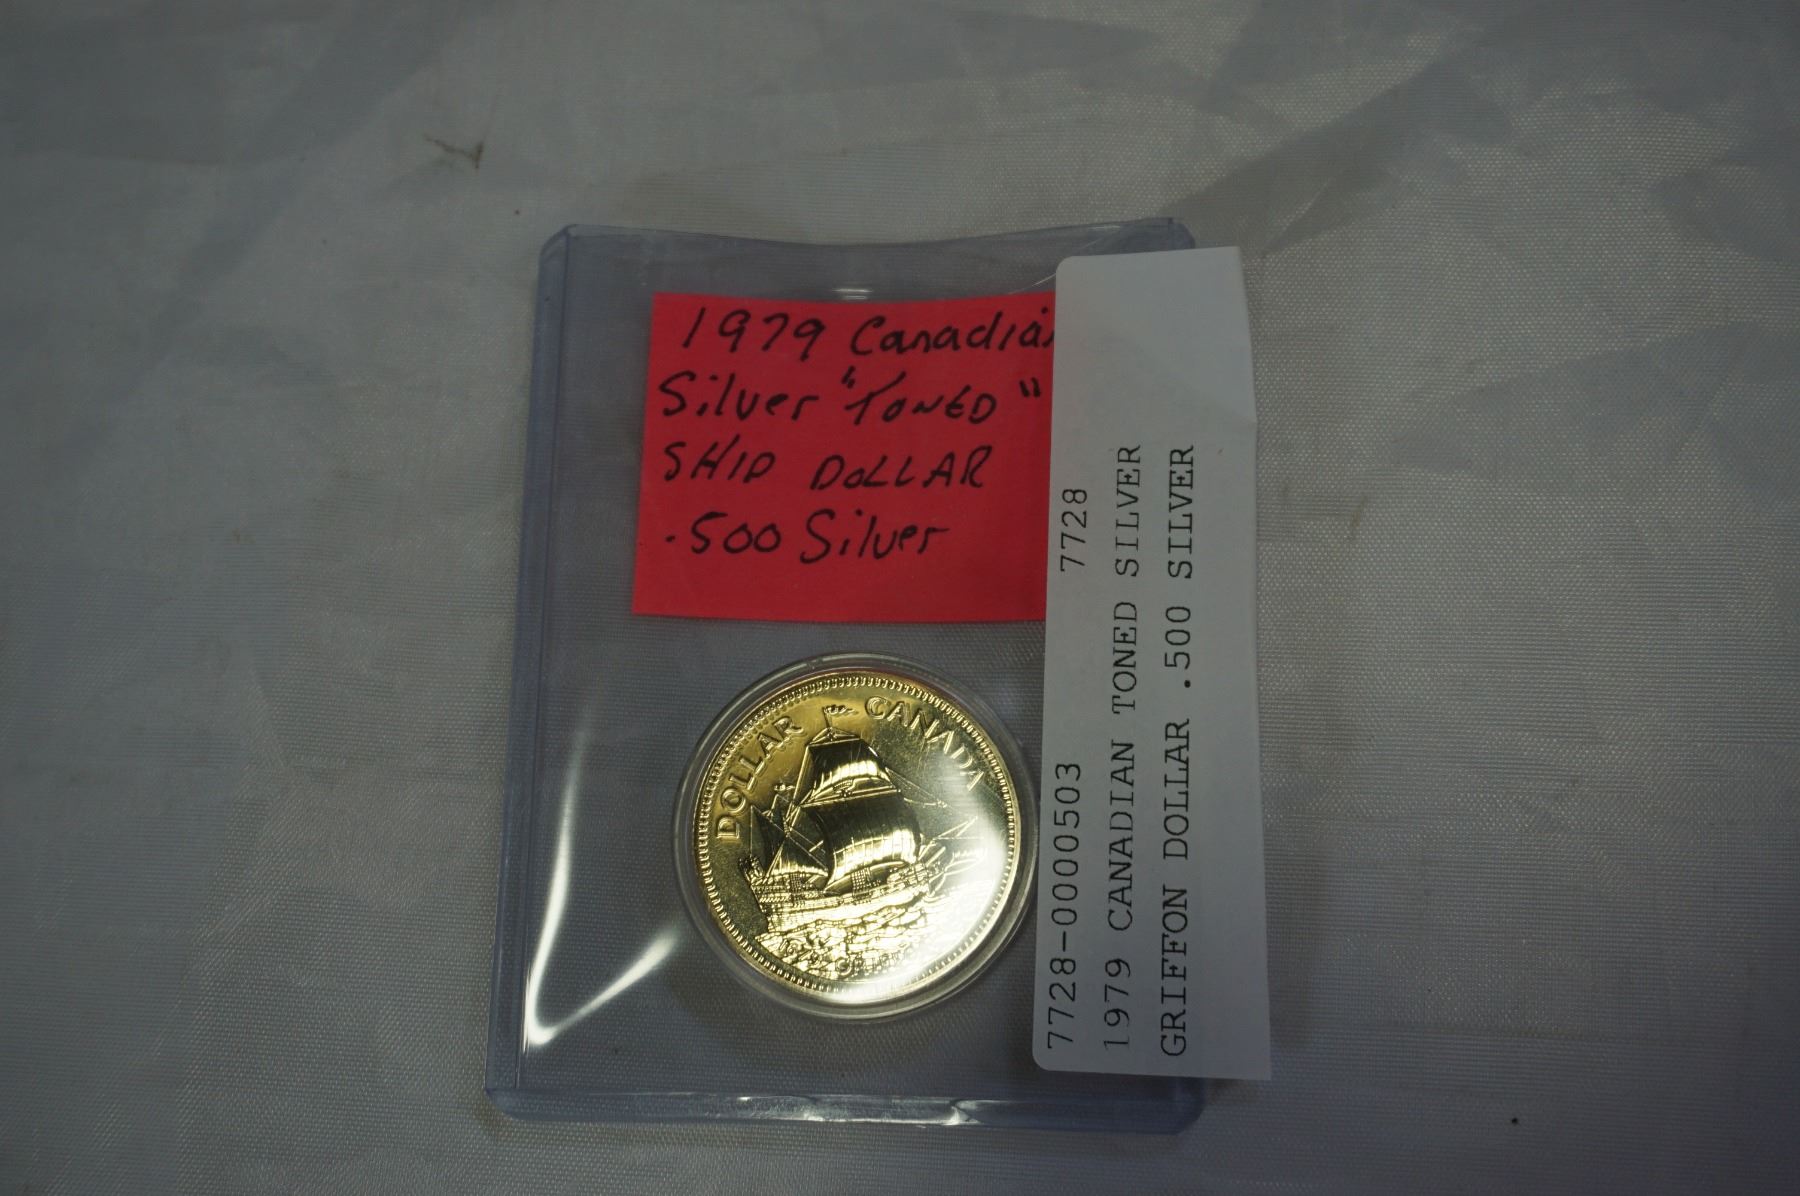 1979 Canadian
Silver "TONED"
SHIP DOLLAR
.500 Silver
DOLLAR CANADA
7728-0000503 7728
1979 CANADIAN TONED SILVER
GRIFFON DOLLAR .500 SILVER